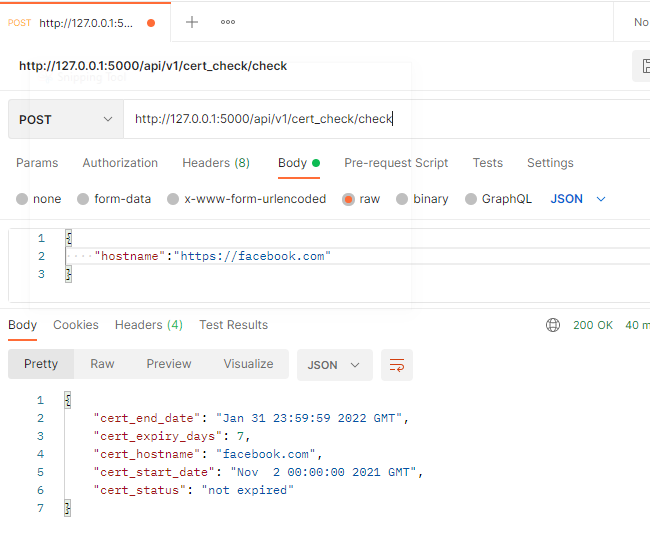 POST http://127.0.0.1:5... No
http://127.0.0.1:5000/api/v1/cert_check/check
POST http://127.0.0.1:5000/api/v1/cert_check/check
Params Authorization Headers (8) Body Pre-request Script Tests Settings
none form-data x-www-form-urlencoded raw binary GraphQL JSON
1 {
2 "hostname":"https://facebook.com"
3 }
Body Cookies Headers (4) Test Results 200 OK 40 m
Pretty Raw Preview Visualize JSON
1 {
2 "cert_end_date": "Jan 31 23:59:59 2022 GMT",
3 "cert_expiry_days": 7,
4 "cert_hostname": "facebook.com",
5 "cert_start_date": "Nov  2 00:00:00 2021 GMT",
6 "cert_status": "not expired"
7 }